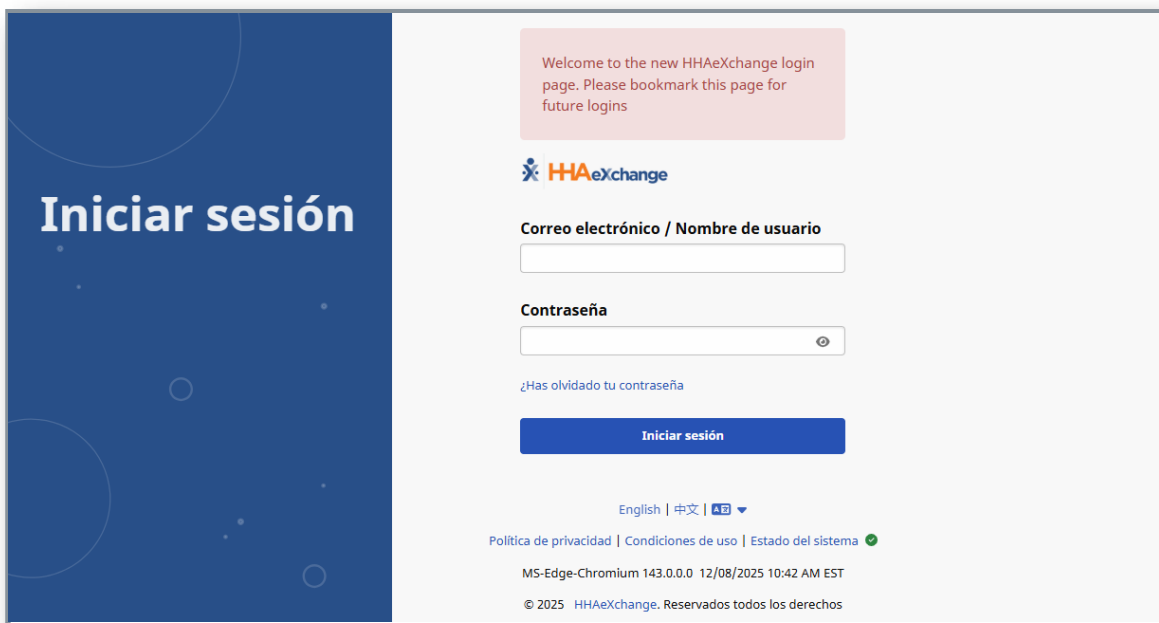 Welcome to the new HHAeXchange login
page. Please bookmark this page for
future logins
HHAeXchange
Iniciar sesión
Correo electrónico / Nombre de usuario
Contraseña
¿Has olvidado tu contraseña
Iniciar sesión
English | 中文 | A文
Política de privacidad | Condiciones de uso | Estado del sistema
MS-Edge-Chromium 143.0.0.0 12/08/2025 10:42 AM EST
© 2025 HHAeXchange. Reservados todos los derechos